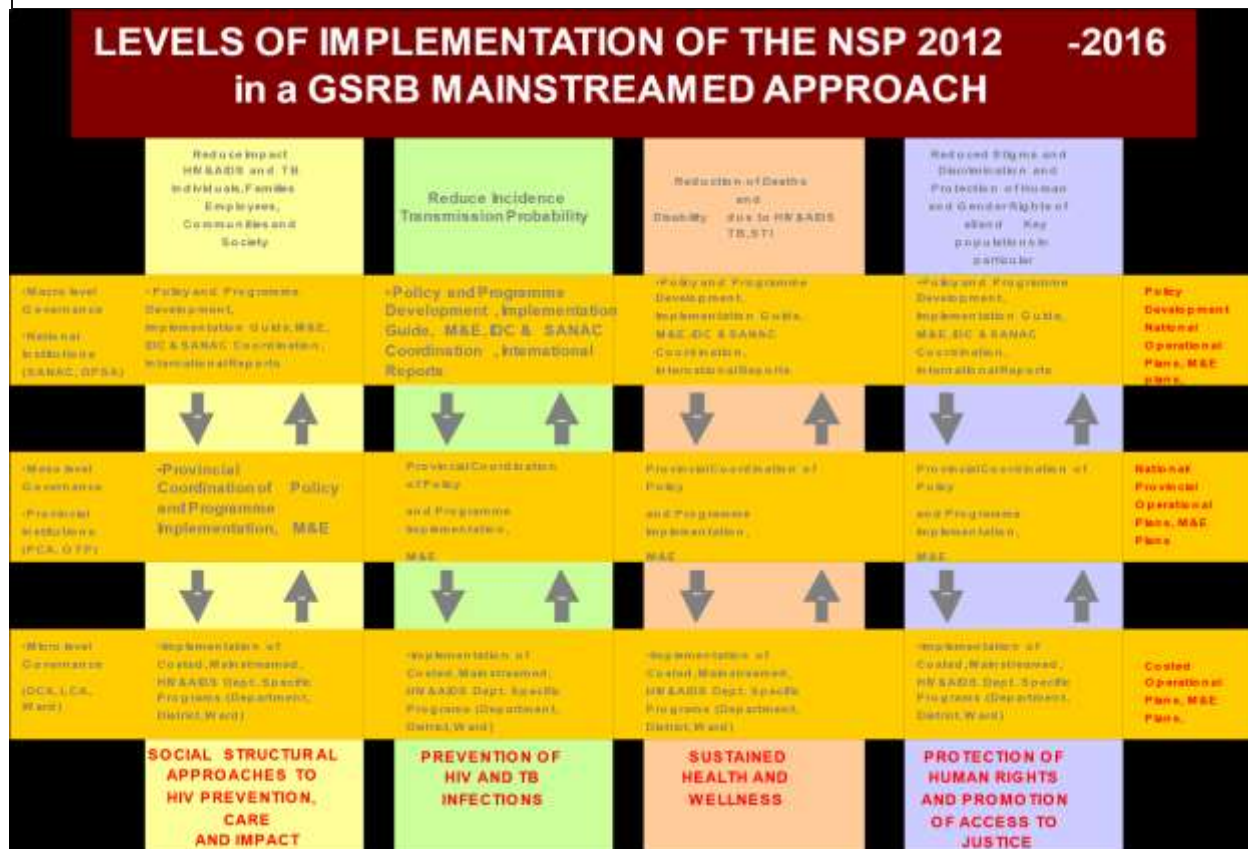 LEVELS OF IMPLEMENTATION OF THE NSP 2012 -2016
in a GSRB MAINSTREAMED APPROACH
Reduce Impact
HIV &AIDS and TB
Individuals, Families
Employees,
Communities and
Society
Reduce Incidence
Transmission Probability
Reduction of Deaths
and
Disability due to HIV &AIDS
TB, STI
Reduced Stigma and
Discrimination and
Protection of Human
and Gender Rights of
all and Key
populations in
particular
•Macro level
Governance
•National
Institutions
(SANAC, DPSA)
•Policy and Programme
Development,
Implementation Guide, M&E,
IDC & SANAC Coordination,
International Reports
•Policy and Programme
Development , Implementation
Guide, M&E, IDC & SANAC
Coordination , International
Reports
•Policy and Programme
Development,
Implementation Guide,
M&E, IDC & SANAC
Coordination,
International Reports
•Policy and Programme
Development,
Implementation Guide,
M&E, IDC & SANAC
Coordination,
International Reports
Policy
Development
National
Operational
Plans, M&E
plans,
•Meso level
Governance
•Provincial
Institutions
(PCA, OTP)
•Provincial
Coordination of Policy
and Programme
Implementation, M&E
Provincial Coordination
of Policy
and Programme
Implementation,
M&E
Provincial Coordination of
Policy
and Programme
Implementation,
M&E
Provincial Coordination of
Policy
and Programme
Implementation,
M&E
National/
Provincial
Operational
Plans, M&E
Plans
•Micro level
Governance
(DCA, LCA,
Ward)
•Implementation of
Costed, Mainstreamed,
HIV &AIDS Dept. Specific
Programs (Department,
District, Ward)
•Implementation of
Costed, Mainstreamed,
HIV &AIDS Dept. Specific
Programs (Department,
District, Ward)
•Implementation of
Costed, Mainstreamed,
HIV &AIDS Dept. Specific
Programs (Department,
District, Ward)
•Implementation of
Costed, Mainstreamed,
HIV &AIDS Dept. Specific
Programs (Department,
District, Ward)
Costed
Operational
Plans, M&E
Plans,
SOCIAL STRUCTURAL
APPROACHES TO
HIV PREVENTION,
CARE
AND IMPACT
PREVENTION OF
HIV AND TB
INFECTIONS
SUSTAINED
HEALTH AND
WELLNESS
PROTECTION OF
HUMAN RIGHTS
AND PROMOTION
OF ACCESS TO
JUSTICE